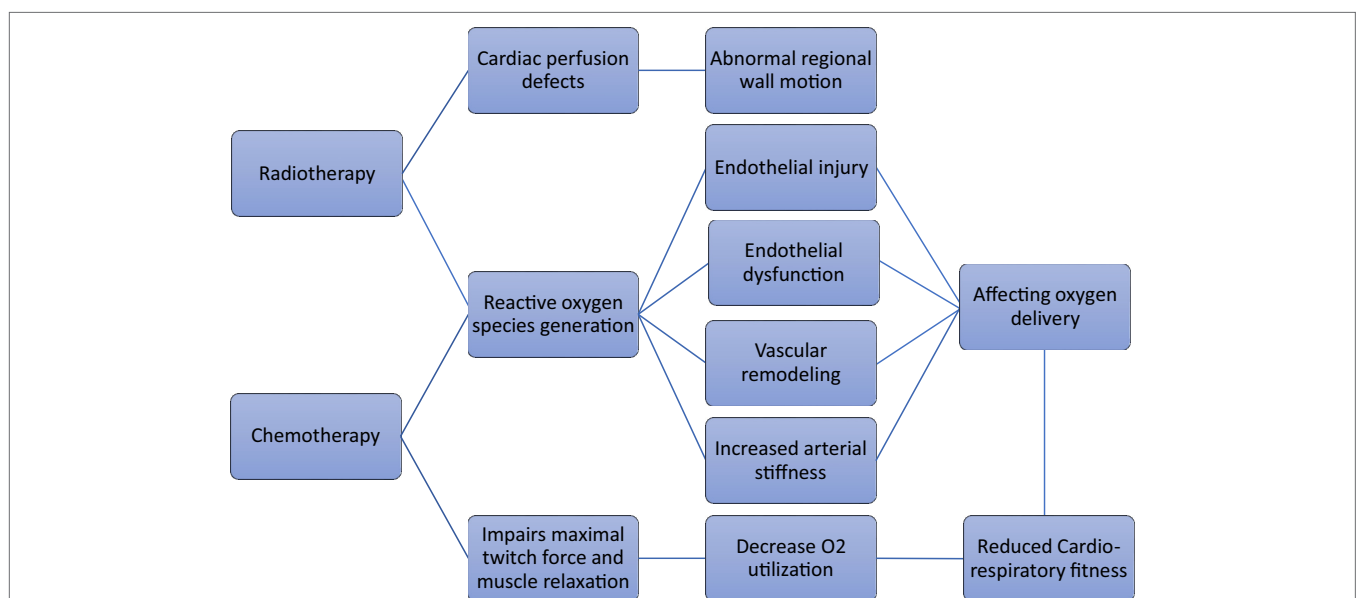 Cardiac perfusion
defects
Abnormal regional
wall motion
Radiotherapy
Endothelial injury
Endothelial
dysfunction
Reactive oxygen
species generation
Affecting oxygen
delivery
Vascular
remodeling
Chemotherapy
Increased arterial
stiffness
Impairs maximal
twitch force and
muscle relaxation
Decrease O2
utilization
Reduced Cardio-
respiratory fitness